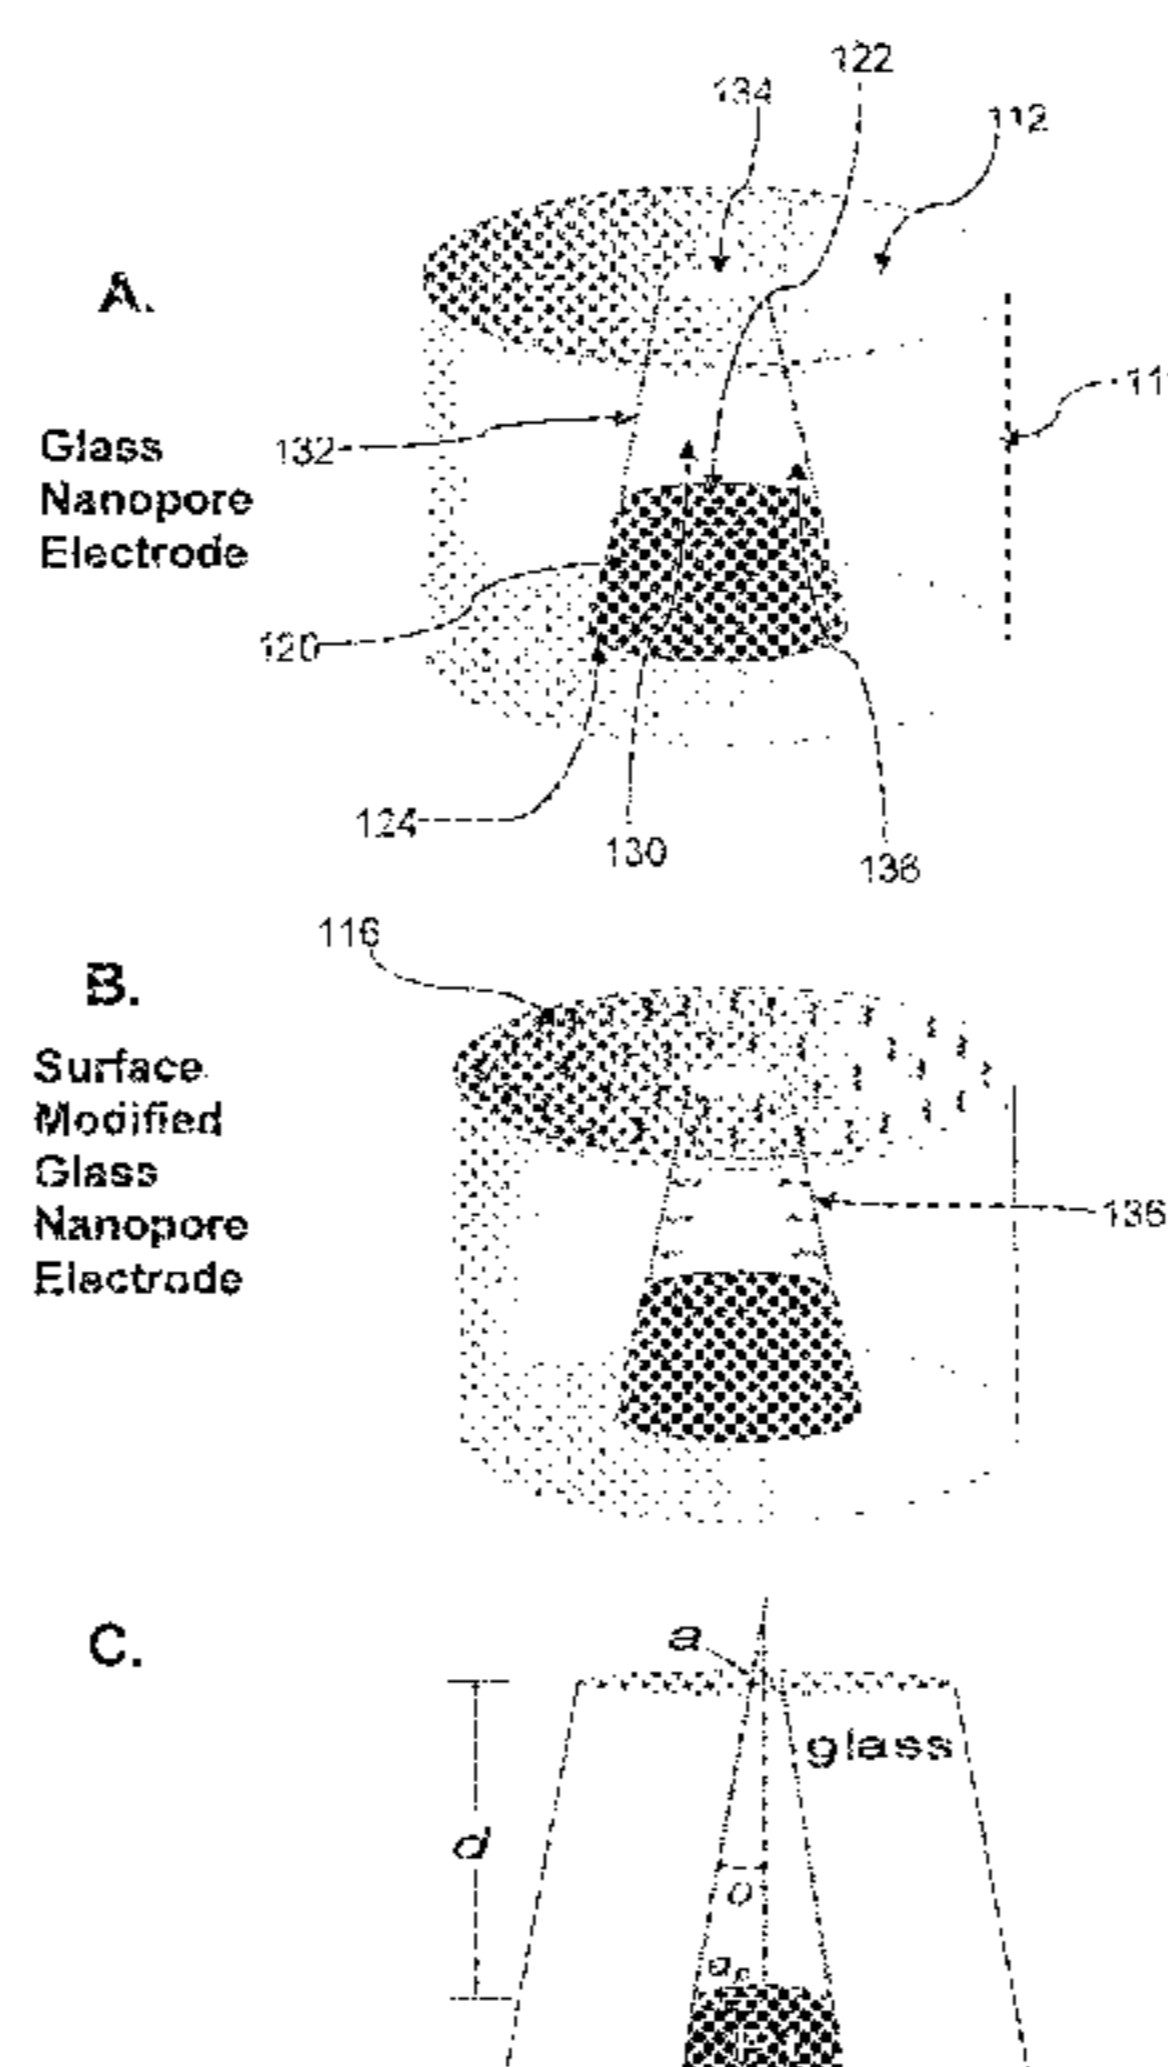 122
134
112
A.
11
Glass
132
Nanopore
Electrode
120
124
130
138
116
B.
Surface
Modified
Glass
Nanopore
136
Electrode
C.
a
glass
d